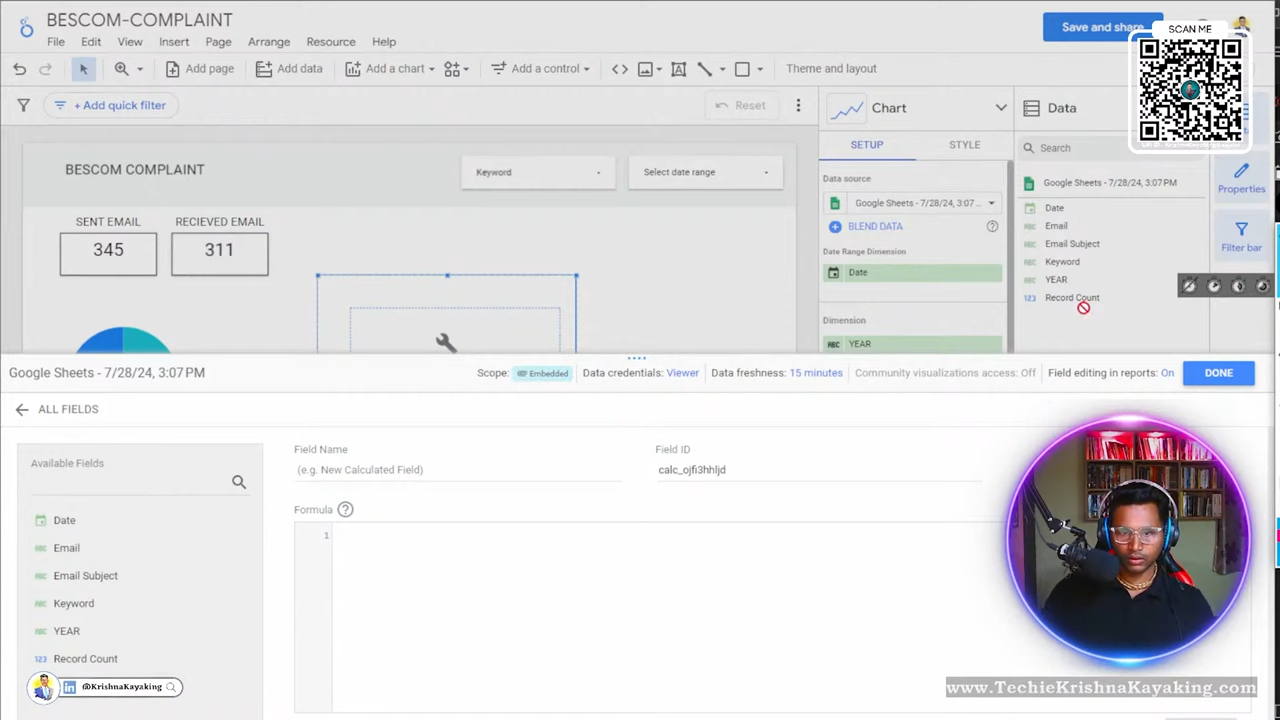 BESCOM-COMPLAINT
Save and share
SCAN ME
File Edit View Insert Page Arrange Resource Help
Add page Add data Add a chart Add a control Theme and layout
+ Add quick filter Reset
Chart
Data
SETUP STYLE
Search
BESCOM COMPLAINT
Keyword
Select date range
Data source
Google Sheets - 7/28/24, 3:07 ...
BLEND DATA
Google Sheets - 7/28/24, 3:07 PM
Properties
Date
Email
Email Subject
Keyword
YEAR
Record Count
Filter bar
SENT EMAIL RECIEVED EMAIL
345 311
Date Range Dimension
Date
Dimension
YEAR
Google Sheets - 7/28/24, 3:07 PM
Scope: Embedded Data credentials: Viewer Data freshness: 15 minutes Community visualizations access: Off Field editing in reports: On DONE
ALL FIELDS
Available Fields
Date
Email
Email Subject
Keyword
YEAR
Record Count
Field Name
(e.g. New Calculated Field)
Field ID
calc_ojfi3hhljd
Formula
1
@KrishnaKayaking
www.TechieKrishnaKayaking.com